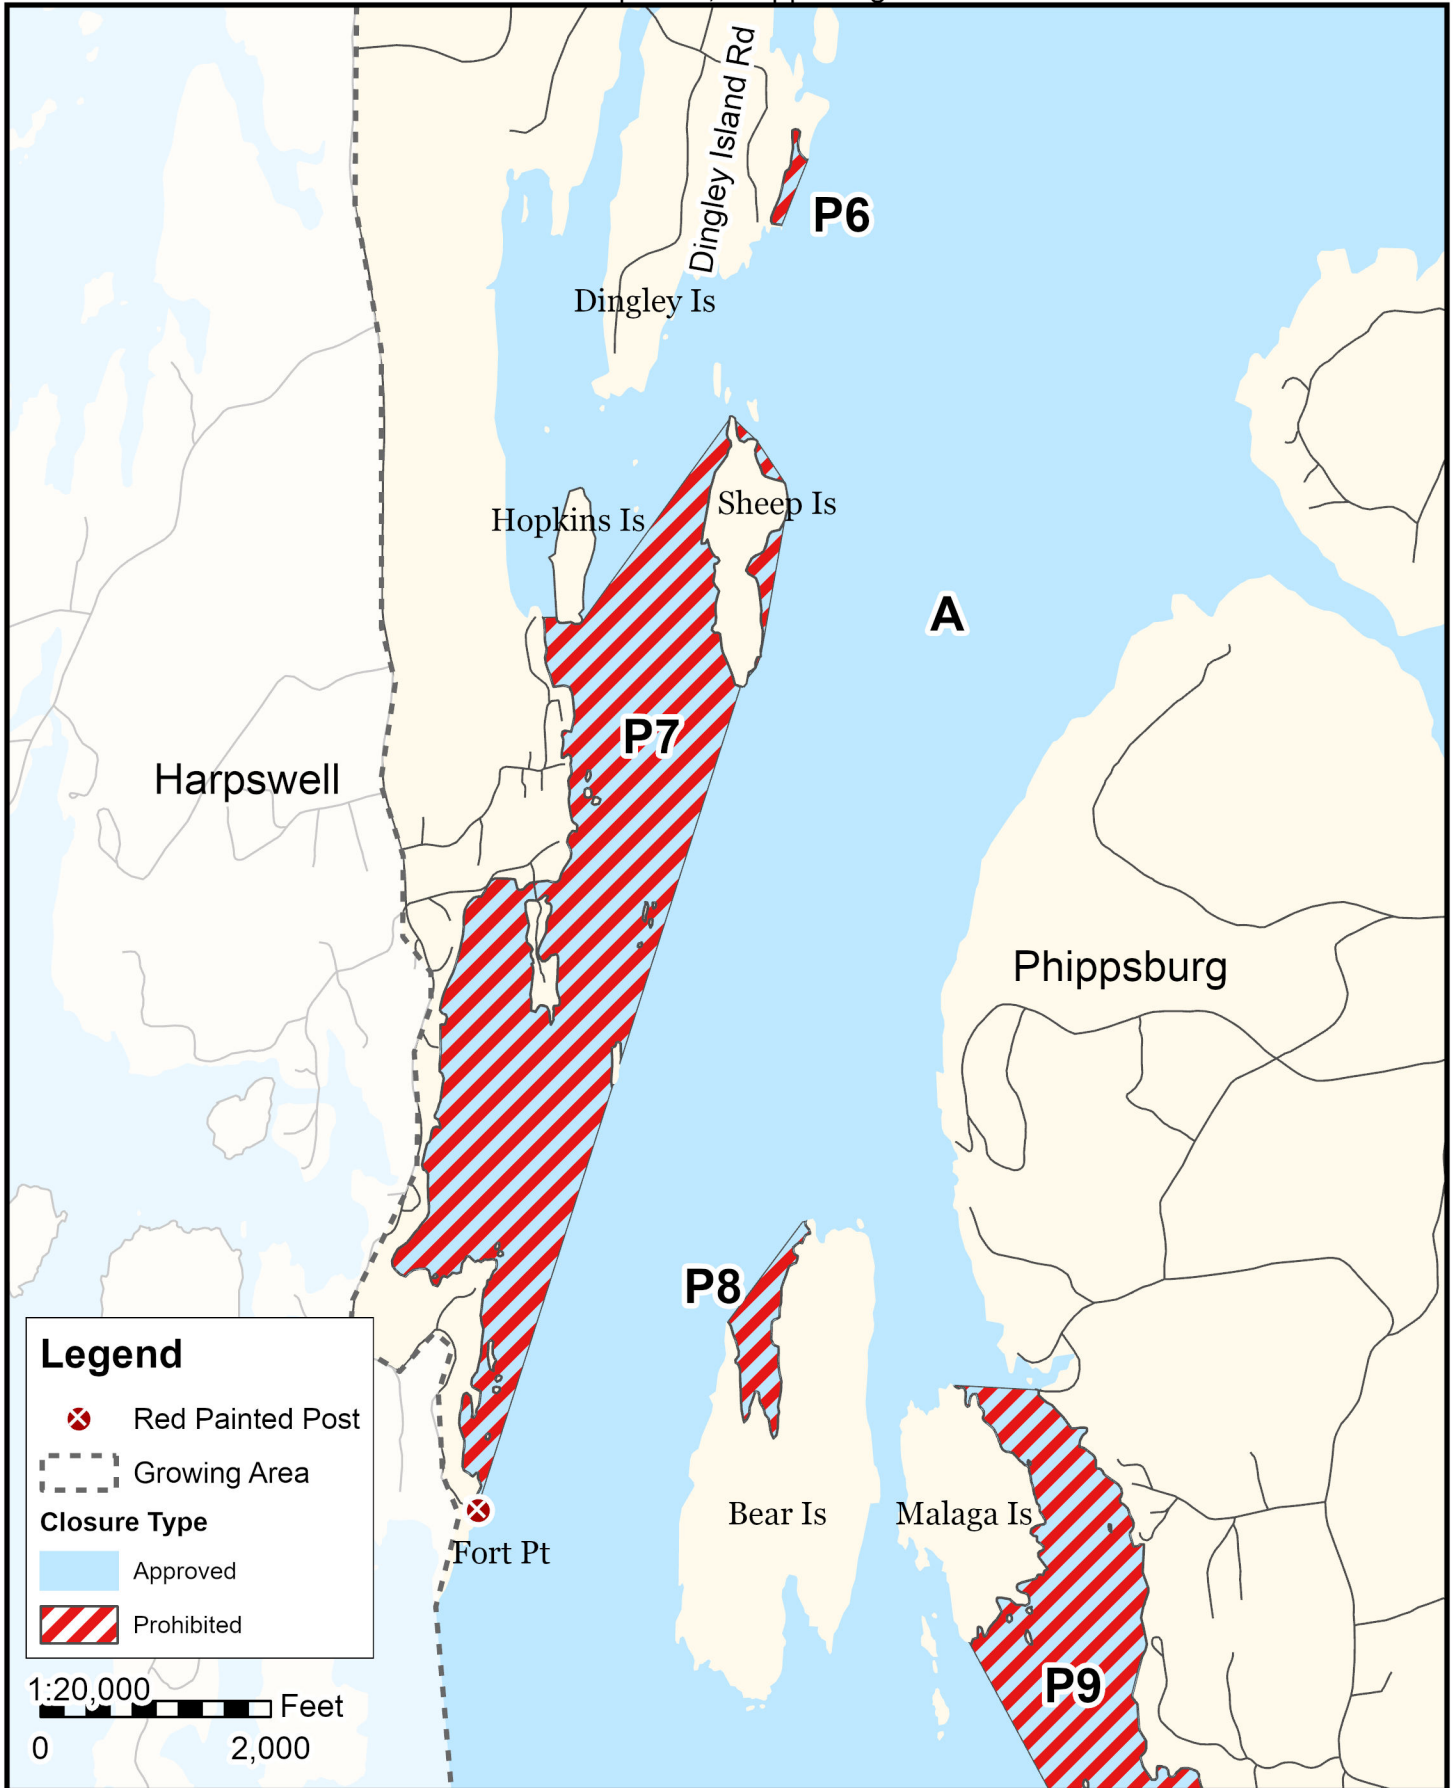 Dingley Island Rd
P6
Dingley Is
Hopkins Is
Sheep Is
A
P7
Harpswell
Phippsburg
P8
Bear Is
Malaga Is
Fort Pt
P9
Legend
Red Painted Post
Growing Area
Closure Type
Approved
Prohibited
1:20,000
Feet
0 2,000